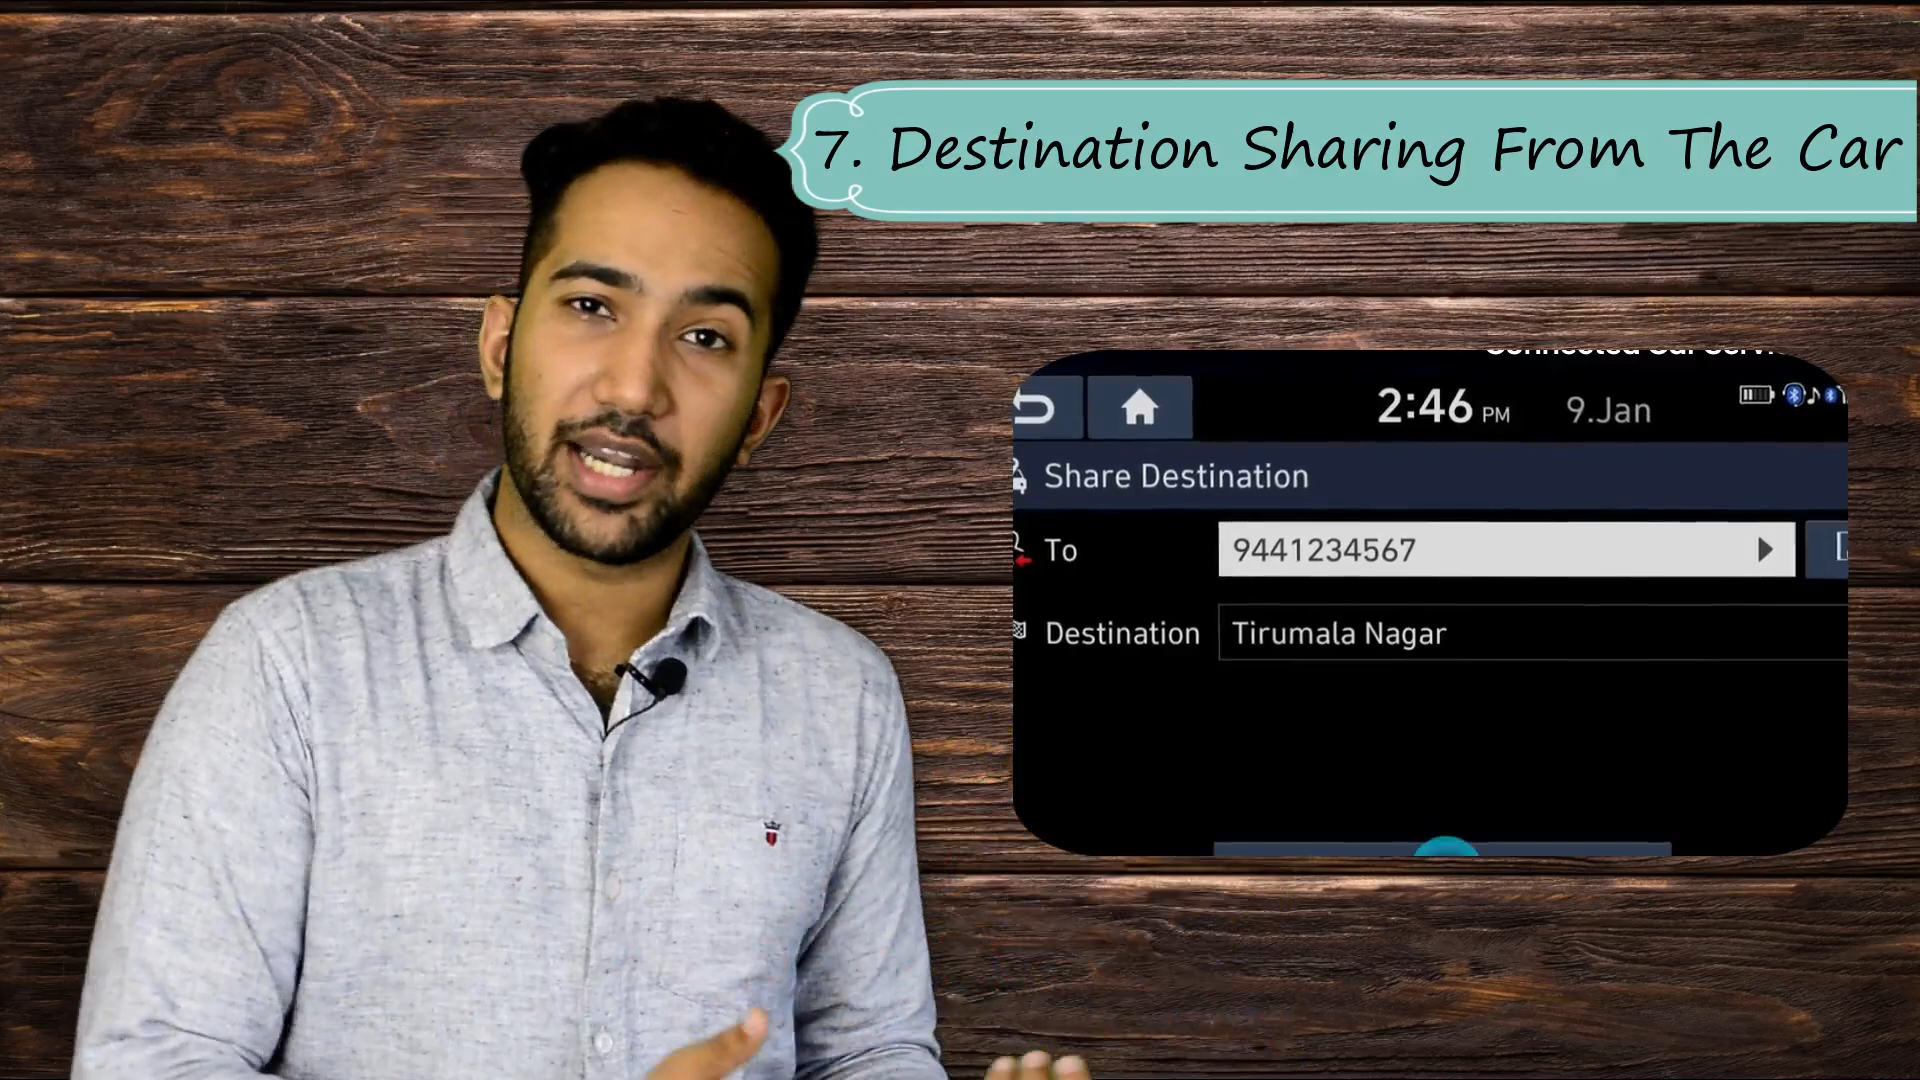 7. Destination Sharing From The Car
2:46 PM 9.Jan
Share Destination
To 9441234567
Destination Tirumala Nagar